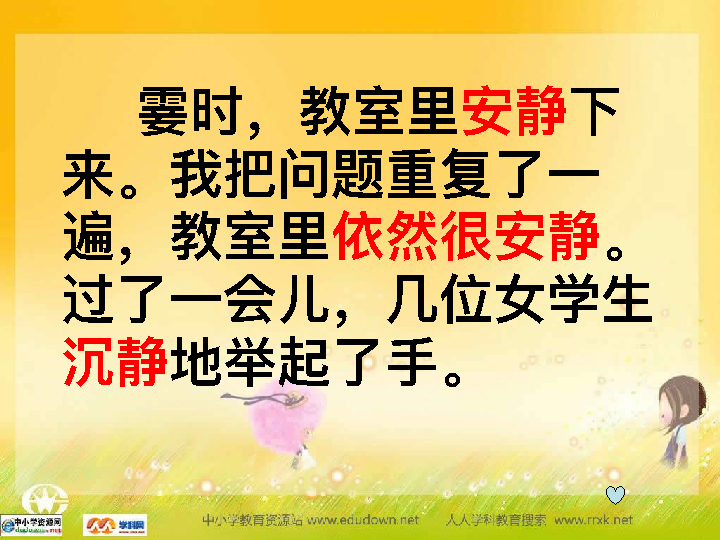 霎时，教室里安静下
来。我把问题重复了一
遍，教室里依然很安静。
过了一会儿，几位女学生
沉静地举起了手。
中小学资源网
学科网
中小学教育资源站 www.edudown.net 人人学科教育搜索 www.rrxk.net